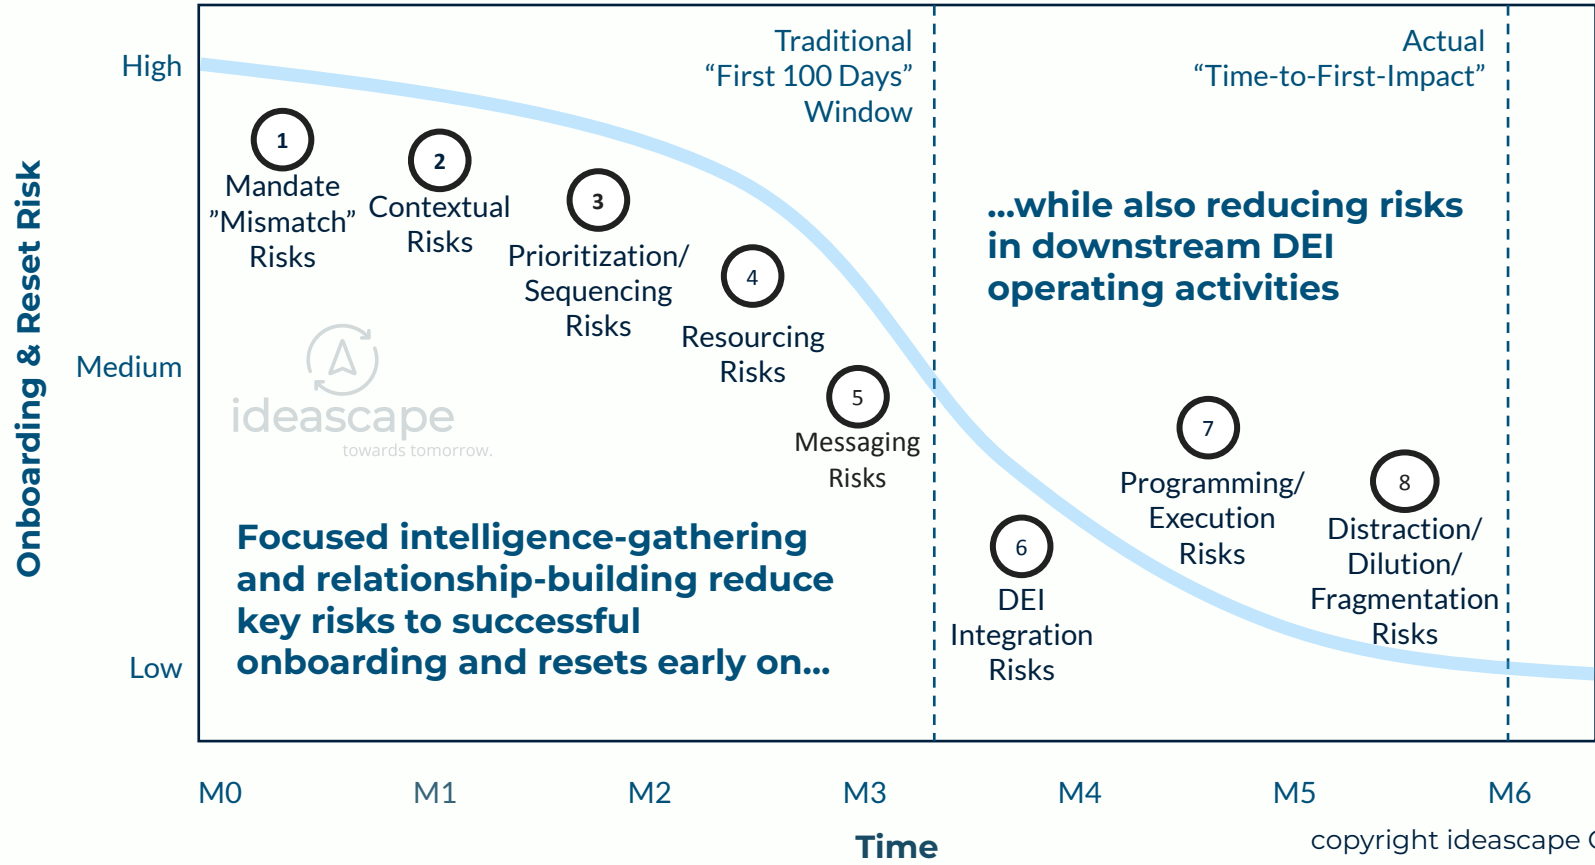 Onboarding & Reset Risk
High
Medium
Low
Traditional
“First 100 Days”
Window
Actual
“Time-to-First-Impact”
1
Mandate
”Mismatch”
Risks
2
Contextual
Risks
3
Prioritization/
Sequencing
Risks
4
Resourcing
Risks
5
Messaging
Risks
...while also reducing risks
in downstream DEI
operating activities
ideascape
towards tomorrow.
Focused intelligence-gathering
and relationship-building reduce
key risks to successful
onboarding and resets early on...
6
DEI
Integration
Risks
7
Programming/
Execution
Risks
8
Distraction/
Dilution/
Fragmentation
Risks
M0 M1 M2 M3 M4 M5 M6
Time
copyright ideascape